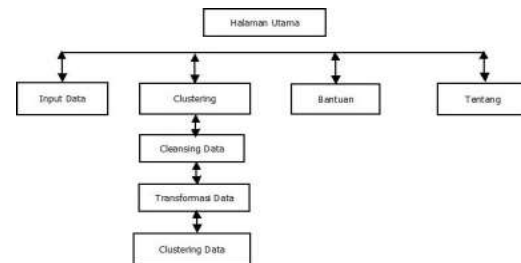 Halaman Utama
Input Data
Clustering
Bantuan
Tentang
Cleansing Data
Transformasi Data
Clustering Data